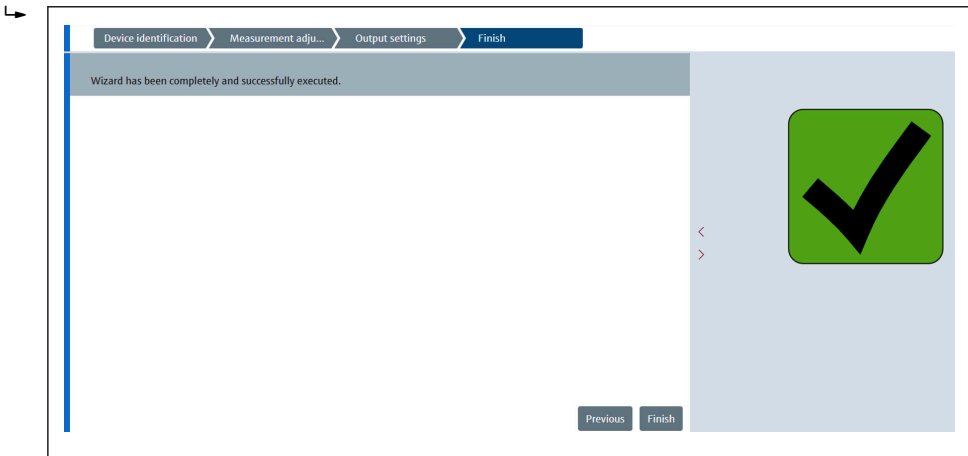 Device identification Measurement adju... Output settings Finish
Wizard has been completely and successfully executed.
Previous Finish